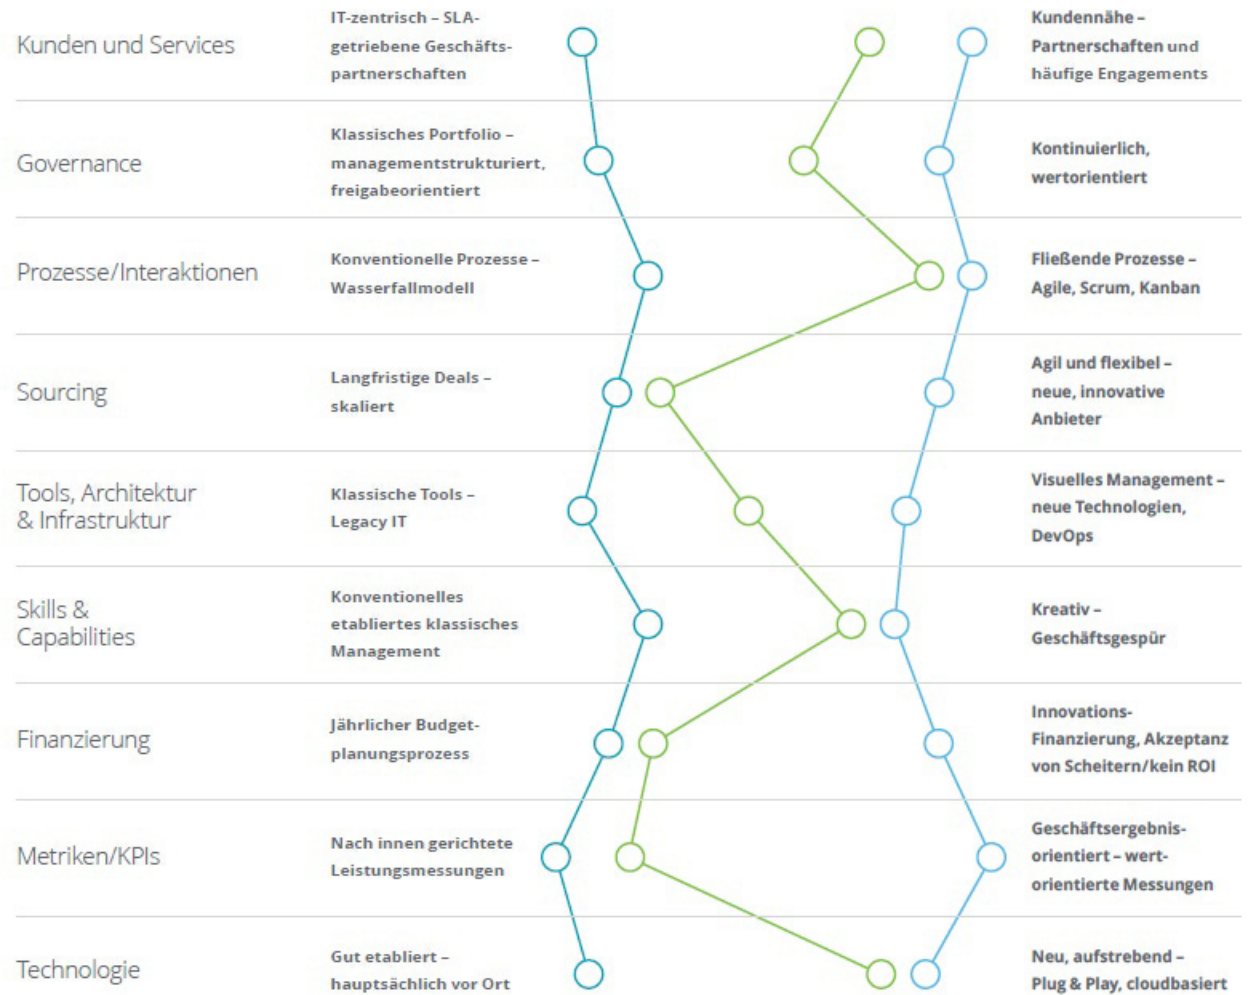 Kunden und Services
IT-zentrisch – SLA-
getriebene Geschäfts-
partnerschaften
Kundennähe –
Partnerschaften und
häufige Engagements
Governance
Klassisches Portfolio –
managementstrukturiert,
freigabeorientiert
Kontinuierlich,
wertorientiert
Prozesse/Interaktionen
Konventionelle Prozesse –
Wasserfallmodell
Fließende Prozesse –
Agile, Scrum, Kanban
Sourcing
Langfristige Deals –
skaliert
Agil und flexibel –
neue, innovative
Anbieter
Tools, Architektur
& Infrastruktur
Klassische Tools –
Legacy IT
Visuelles Management –
neue Technologien,
DevOps
Skills &
Capabilities
Konventionelles
etabliertes klassisches
Management
Kreativ –
Geschäftsgespür
Finanzierung
Jährlicher Budget-
planungsprozess
Innovations-
Finanzierung, Akzeptanz
von Scheitern/kein ROI
Metriken/KPIs
Nach innen gerichtete
Leistungsmessungen
Geschäftsergebnis-
orientiert – wert-
orientierte Messungen
Technologie
Gut etabliert –
hauptsächlich vor Ort
Neu, aufstrebend –
Plug & Play, cloudbasiert